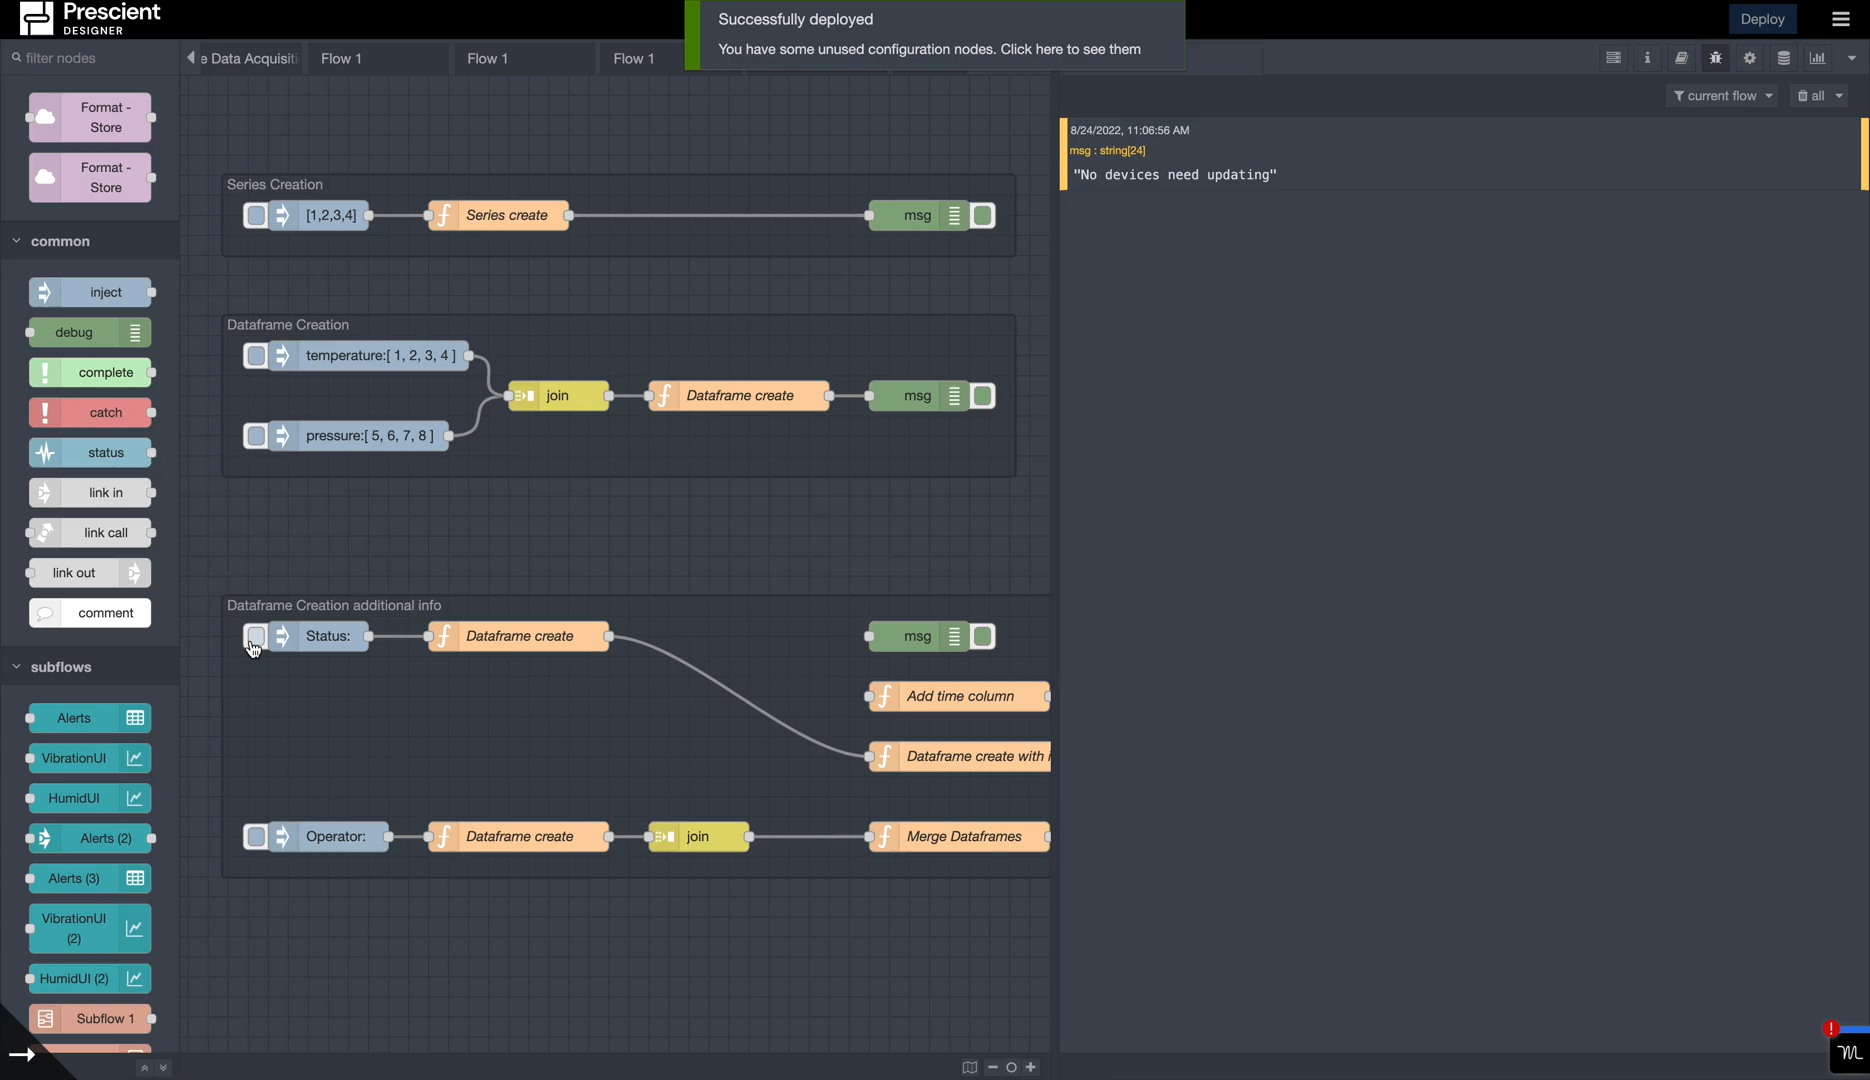 Prescient
DESIGNER
Successfully deployed
You have some unused configuration nodes. Click here to see them
Deploy
filter nodes
e Data Acquisiti
Flow 1
Flow 1
Flow 1
current flow
all
Format -
Store
Format -
Store
common
inject
debug
complete
catch
status
link in
link call
link out
comment
subflows
Alerts
VibrationUI
HumidUI
Alerts (2)
Alerts (3)
VibrationUI
(2)
HumidUI (2)
Subflow 1
Series Creation
[1,2,3,4]
Series create
msg
Dataframe Creation
temperature:[ 1, 2, 3, 4 ]
join
Dataframe create
msg
pressure:[ 5, 6, 7, 8 ]
Dataframe Creation additional info
Status:
Dataframe create
msg
Add time column
Dataframe create with i
Operator:
Dataframe create
join
Merge Dataframes
8/24/2022, 11:06:56 AM
msg : string[24]
"No devices need updating"